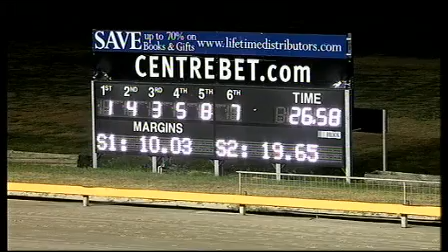 SAVE up to 70% on Books & Gifts www.lifetimedistributors.com
CENTREBET.com
1ST 2ND 3RD 4TH 5TH 6TH TIME
1 4 3 5 8 7 26.58
MARGINS
S1: 10.03 S2: 19.65